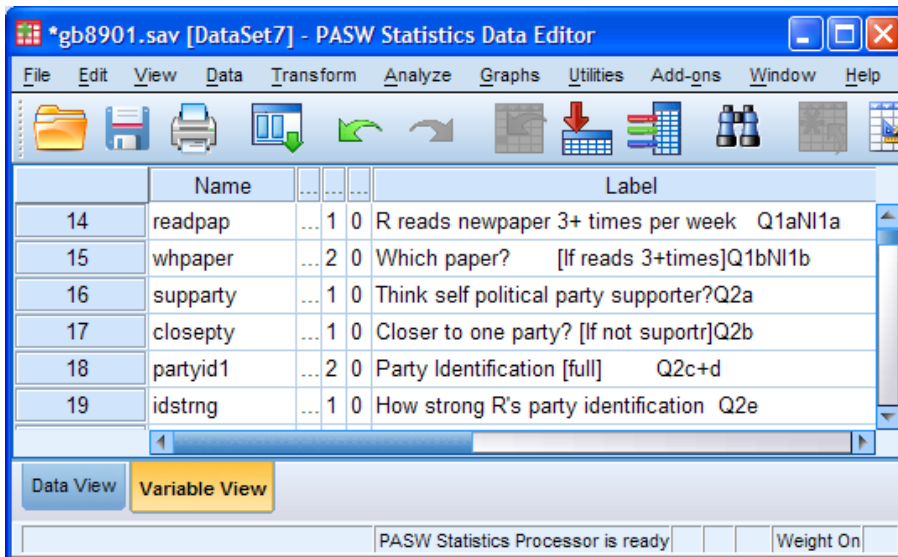 *gb8901.sav [DataSet7] - PASW Statistics Data Editor
File Edit View Data Transform Analyze Graphs Utilities Add-ons Window Help
Name ... ... ... Label
14 readpap ... 1 0 R reads newpaper 3+ times per week Q1aNI1a
15 whpaper ... 2 0 Which paper? [If reads 3+times]Q1bNI1b
16 supparty ... 1 0 Think self political party supporter?Q2a
17 closepty ... 1 0 Closer to one party? [If not suportr]Q2b
18 partyid1 ... 2 0 Party Identification [full] Q2c+d
19 idstrng ... 1 0 How strong R's party identification Q2e
Data View Variable View
PASW Statistics Processor is ready Weight On